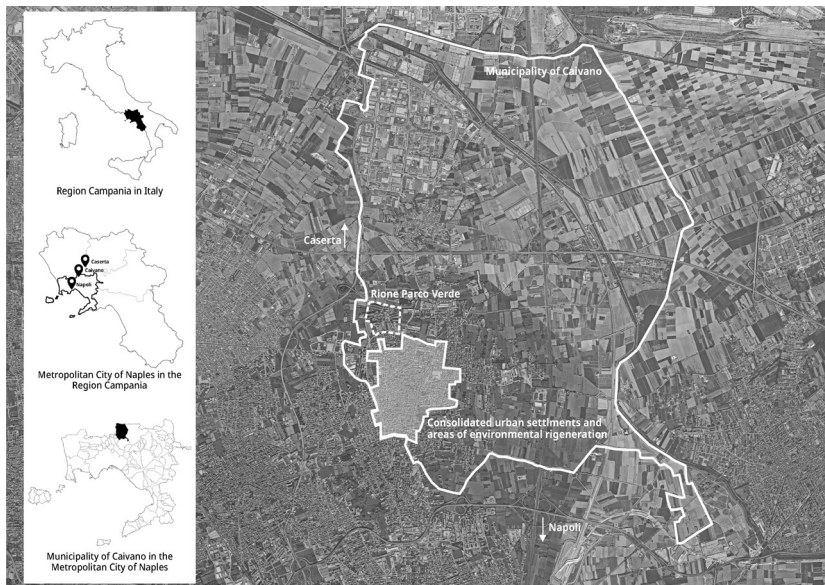 Region Campania in Italy
Caserta
Caivano
Napoli
Metropolitan City of Naples in the
Region Campania
Municipality of Caivano in the
Metropolitan City of Naples
Municipality of Caivano
Caserta
Rione Parco Verde
Consolidated urban settlments and
areas of environmental rigeneration
Napoli